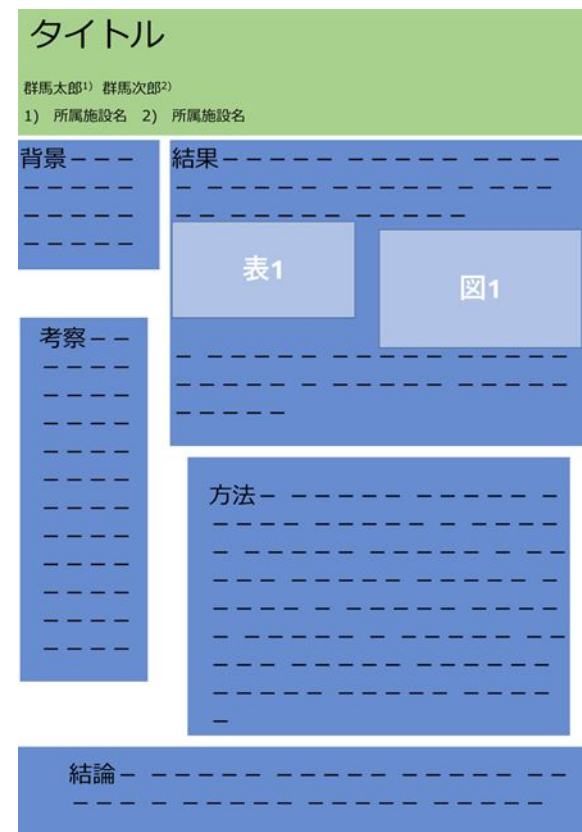 タイトル
群馬太郎1) 群馬次郎2)
1) 所属施設名 2) 所属施設名
背景
結果
表1
図1
考察
方法
結論